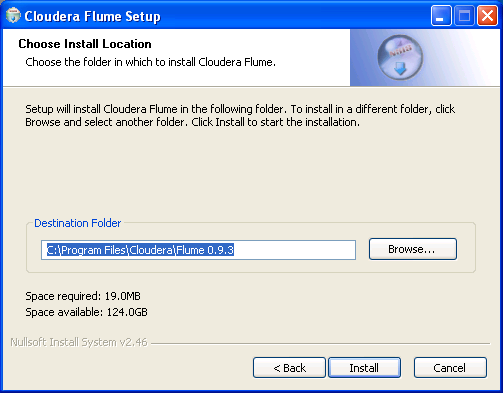 Cloudera Flume Setup
Choose Install Location
Choose the folder in which to install Cloudera Flume.
Setup will install Cloudera Flume in the following folder. To install in a different folder, click
Browse and select another folder. Click Install to start the installation.
Destination Folder
C:\Program Files\Cloudera\Flume 0.9.3
Browse...
Space required: 19.0MB
Space available: 124.0GB
Nullsoft Install System v2.46
< Back
Install
Cancel